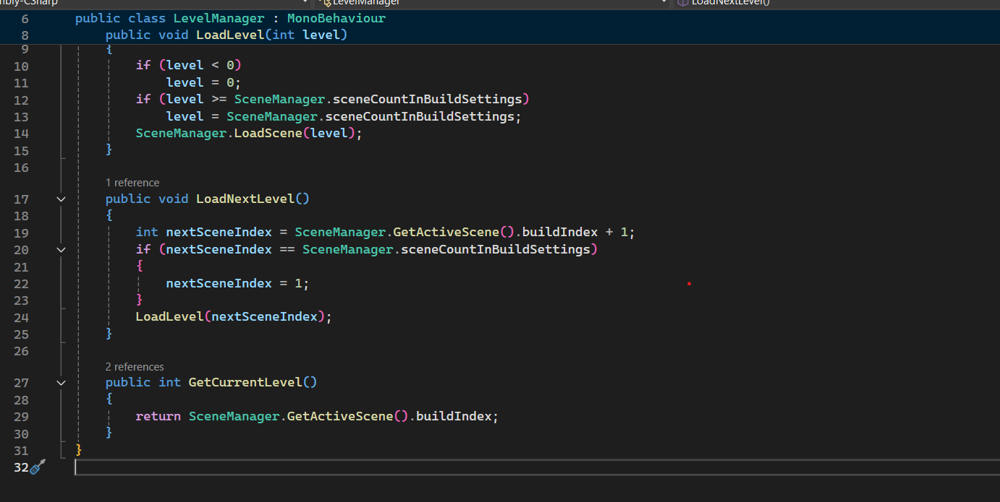 mbly-CSharp LevelManager LoadNextLevel()
6 public class LevelManager : MonoBehaviour
8 public void LoadLevel(int level)
9 {
10 if (level < 0)
11 level = 0;
12 if (level >= SceneManager.sceneCountInBuildSettings)
13 level = SceneManager.sceneCountInBuildSettings;
14 SceneManager.LoadScene(level);
15 }
16
1 reference
17 public void LoadNextLevel()
18 {
19 int nextSceneIndex = SceneManager.GetActiveScene().buildIndex + 1;
20 if (nextSceneIndex == SceneManager.sceneCountInBuildSettings)
21 {
22 nextSceneIndex = 1;
23 }
24 LoadLevel(nextSceneIndex);
25 }
26
2 references
27 public int GetCurrentLevel()
28 {
29 return SceneManager.GetActiveScene().buildIndex;
30 }
31 }
32